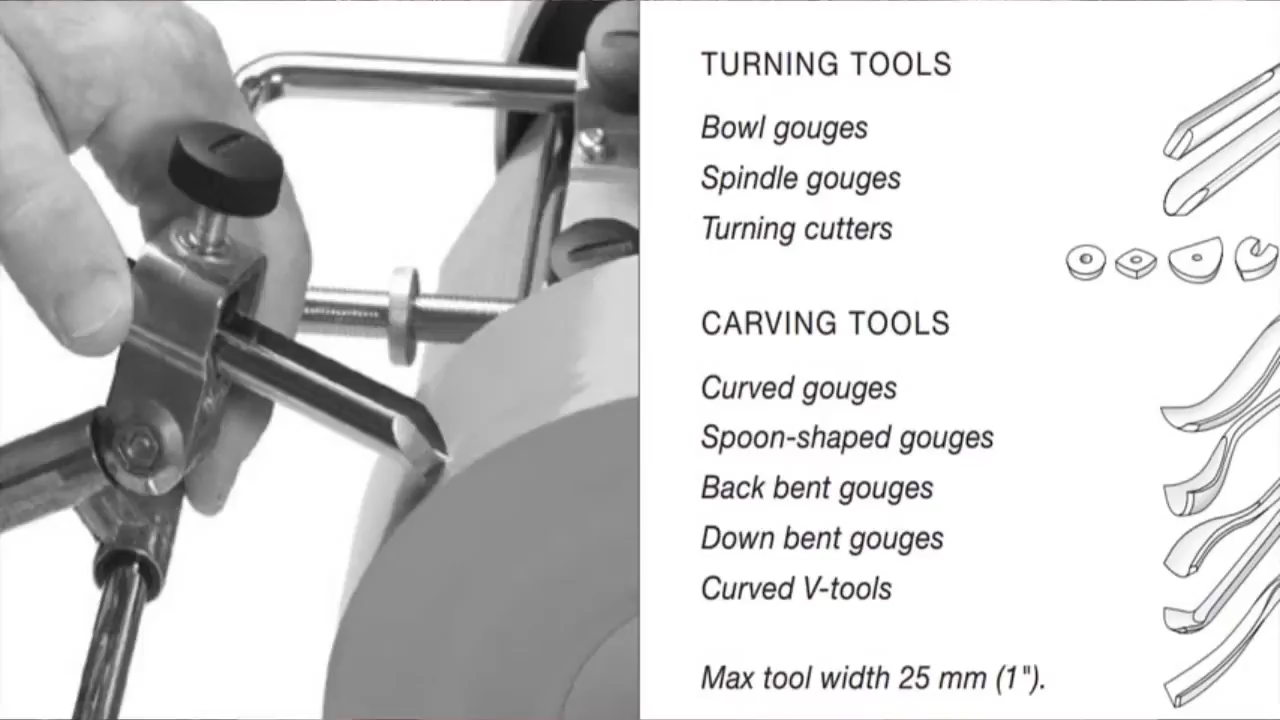 TURNING TOOLS
Bowl gouges
Spindle gouges
Turning cutters
CARVING TOOLS
Curved gouges
Spoon-shaped gouges
Back bent gouges
Down bent gouges
Curved V-tools
Max tool width 25 mm (1").